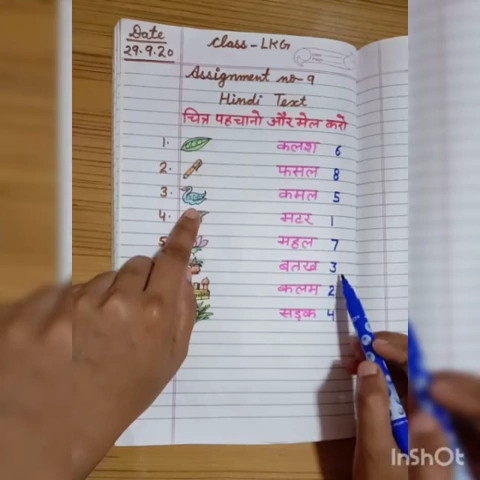 Date
29.9.20
Class - LKG
Assignment no - 9
Hindi Text
चित्र पहचानो और मेल करो
1. कलश 6
2. फसल 8
3. कमल 5
4. मटर 1
5. महल 7
बतख 3
कलम 2
सड़क 4
InShOt